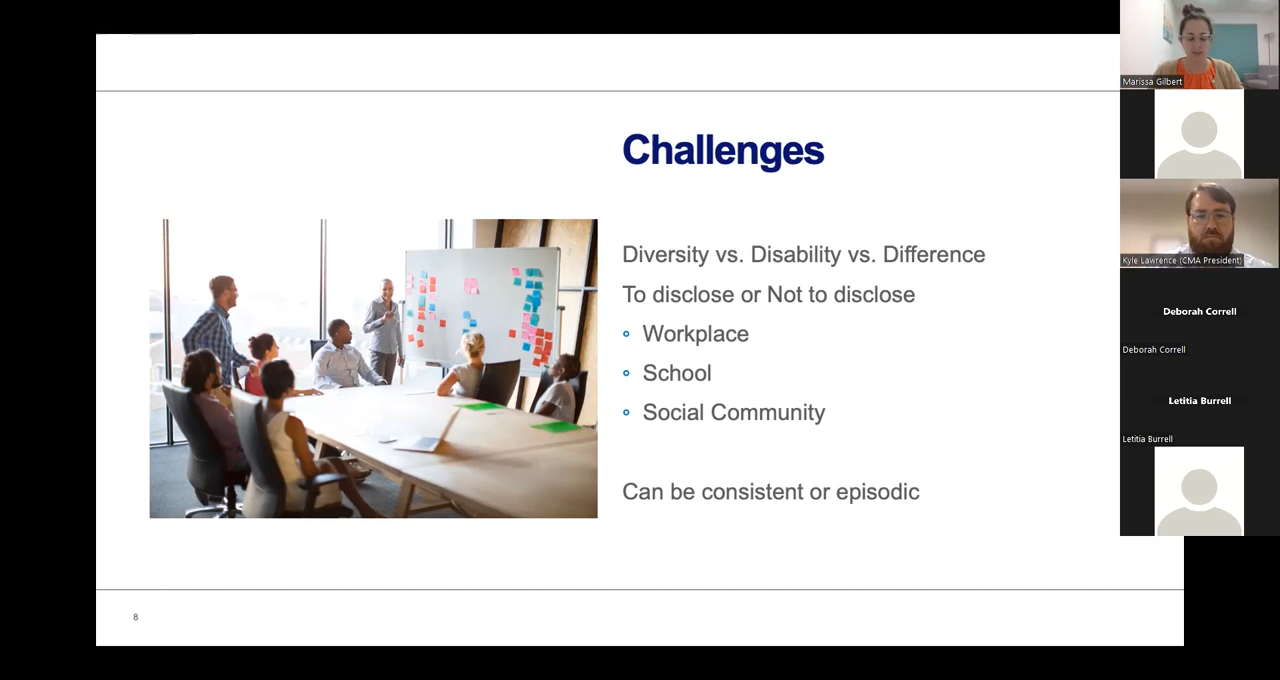 Challenges
Diversity vs. Disability vs. Difference
To disclose or Not to disclose
Workplace
School
Social Community
Can be consistent or episodic
8
Marissa Gilbert
Kyle Lawrence (CMA President)
Deborah Correll
Deborah Correll
Letitia Burrell
Letitia Burrell